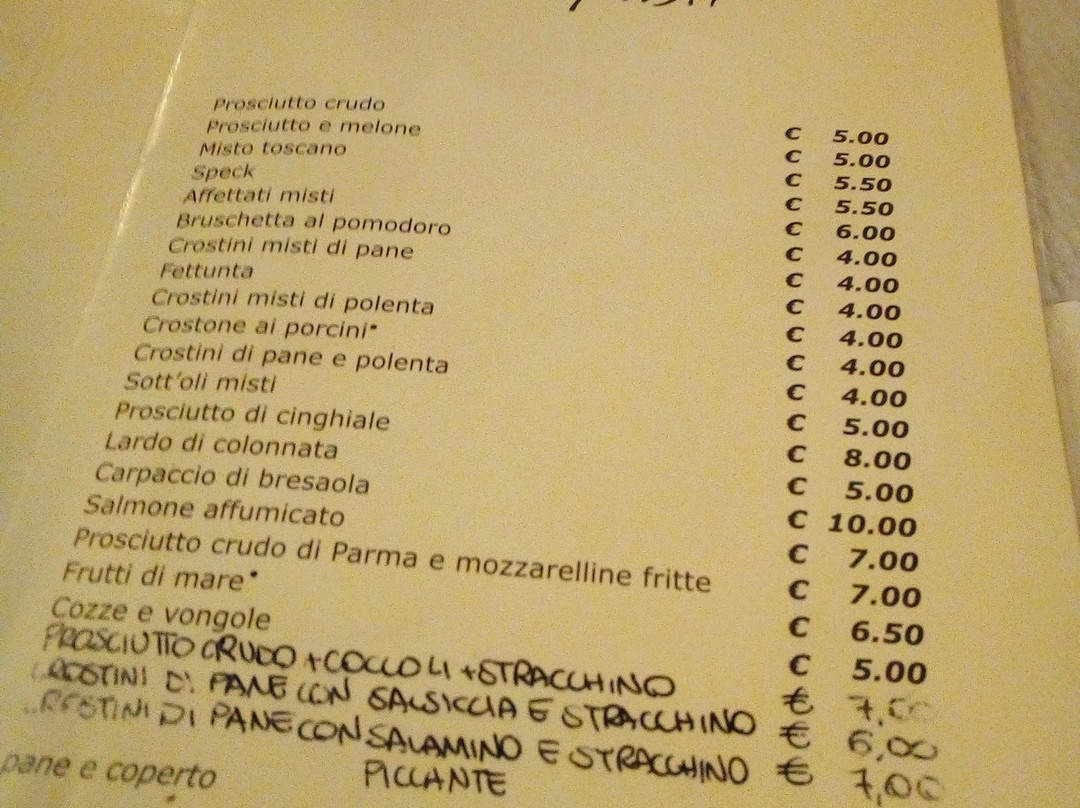 Prosciutto crudo € 5.00
Prosciutto e melone € 5.00
Misto toscano € 5.50
Speck € 5.50
Affettati misti € 6.00
Bruschetta al pomodoro € 4.00
Crostini misti di pane € 4.00
Fettunta € 4.00
Crostini misti di polenta € 4.00
Crostone ai porcini* € 4.00
Crostini di pane e polenta € 4.00
Sott'oli misti € 5.00
Prosciutto di cinghiale € 8.00
Lardo di colonnata € 5.00
Carpaccio di bresaola € 10.00
Salmone affumicato € 7.00
Prosciutto crudo di Parma e mozzarelline fritte € 7.00
Frutti di mare* € 6.50
Cozze e vongole € 5.00
PROSCIUTTO CRUDO + COCCOLI + STRACCHINO € 7,00
CROSTINI DI PANE CON SALSICCIA E STRACCHINO € 6,00
CROSTINI DI PANE CON SALAMINO E STRACCHINO € 7,00
PICCANTE
pane e coperto